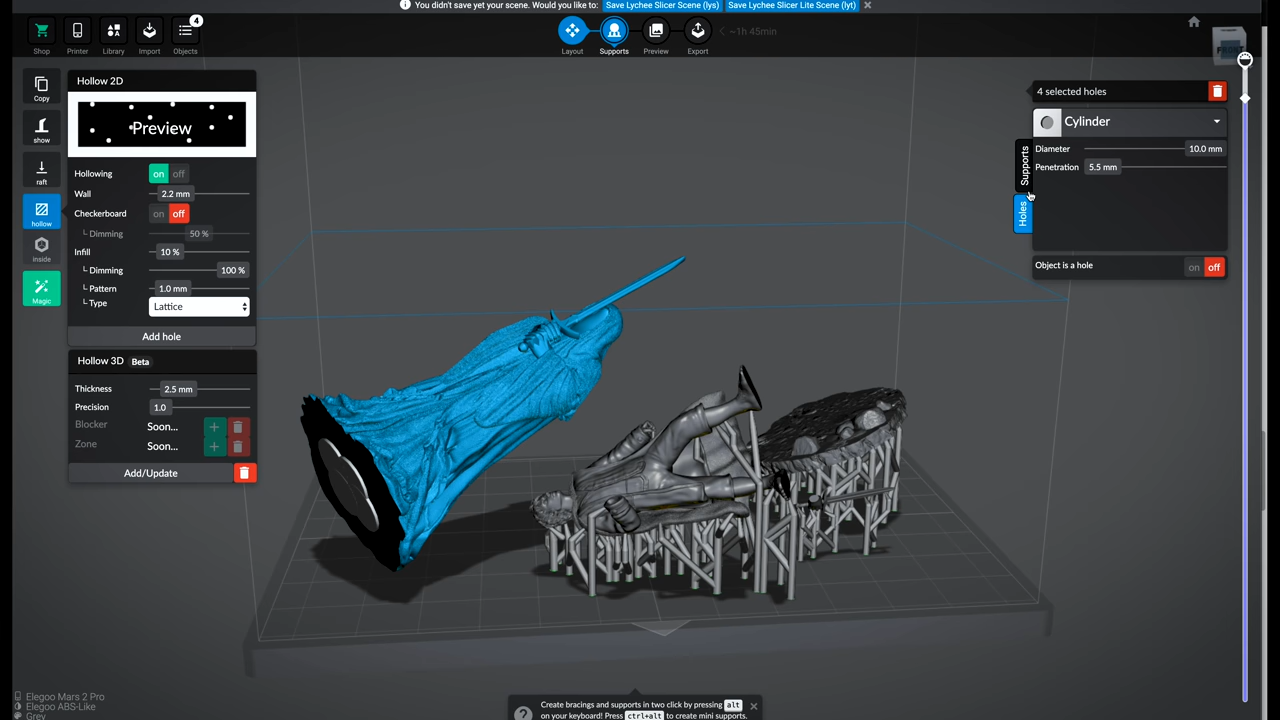 You didn't save yet your scene. Would you like to: Save Lychee Slicer Scene (lys) Save Lychee Slicer Lite Scene (lyt)
Shop Printer Library Import 4 Objects
Layout Supports Preview Export
~1h 45min
FRONT
Copy
show
raft
hollow
inside
Magic
Hollow 2D
Preview
Hollowing on off
Wall 2.2 mm
Checkerboard on off
Dimming 50 %
Infill 10 %
Dimming 100 %
Pattern 1.0 mm
Type Lattice
Add hole
Hollow 3D Beta
Thickness 2.5 mm
Precision 1.0
Blocker Soon...
Zone Soon...
Add/Update
4 selected holes
Cylinder
Diameter 10.0 mm
Penetration 5.5 mm
Supports
Holes
Object is a hole on off
Elegoo Mars 2 Pro
Elegoo ABS-Like
Grey
Create bracings and supports in two click by pressing alt
on your keyboard! Press ctrl+alt to create mini supports.